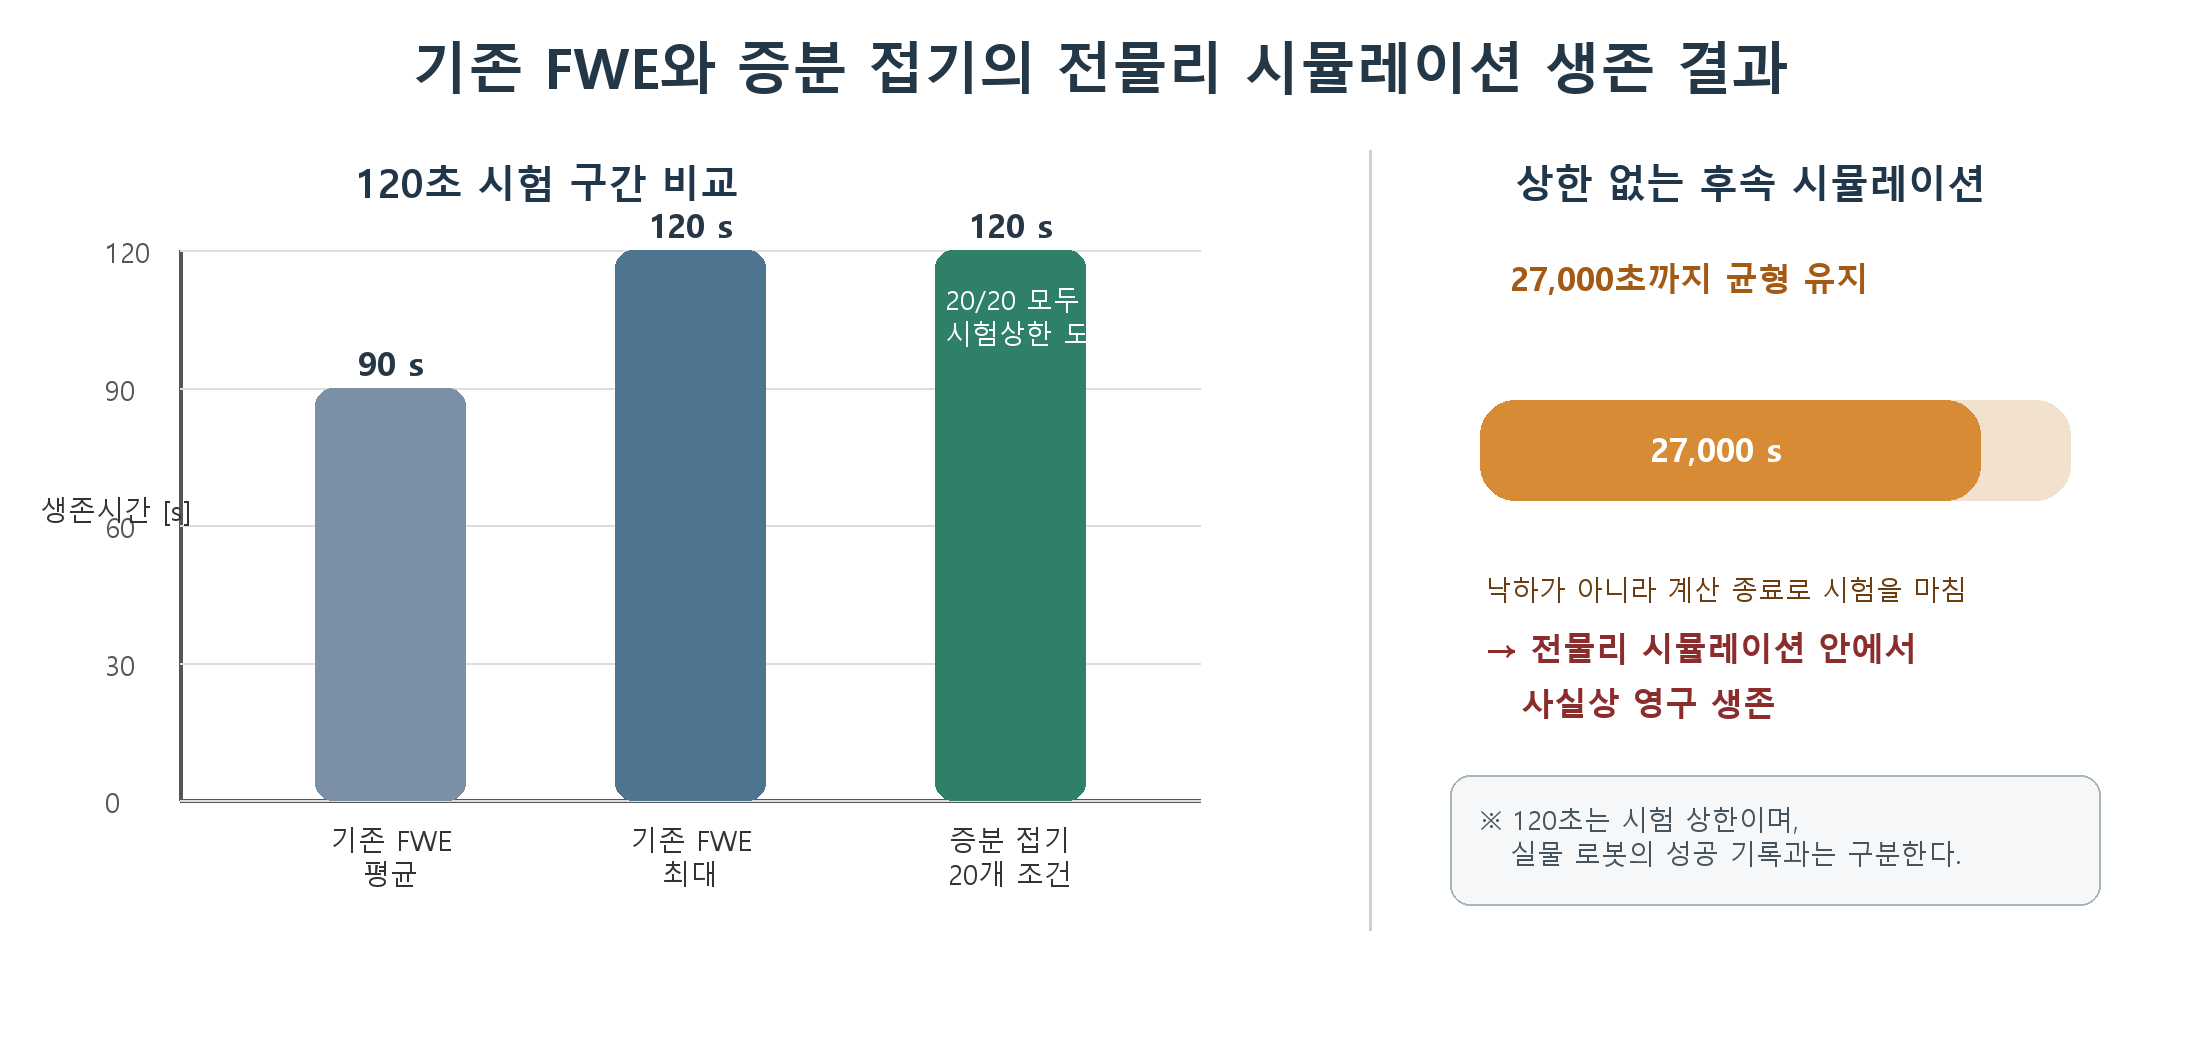 기존 FWE와 증분 접기의 전물리 시뮬레이션 생존 결과
120초 시험 구간 비교
120 s
120 s
120
20/20 모두
시험상한 도
90 s
90
생존시간 [s]
60
30
0
기존 FWE
평균
기존 FWE
최대
증분 접기
20개 조건
상한 없는 후속 시뮬레이션
27,000초까지 균형 유지
27,000 s
낙하가 아니라 계산 종료로 시험을 마침
→ 전물리 시뮬레이션 안에서
사실상 영구 생존
※ 120초는 시험 상한이며,
실물 로봇의 성공 기록과는 구분한다.